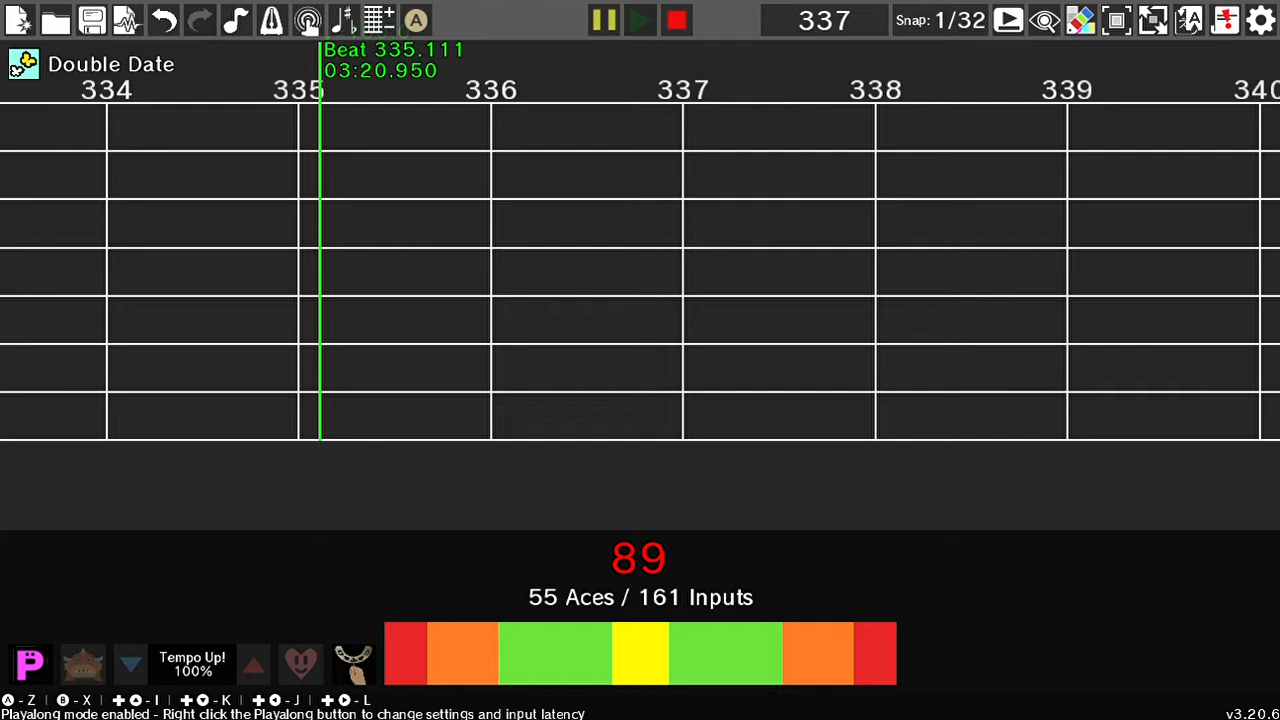 337
Snap: 1/32
A
A
Double Date
Beat 335.111
03:20.950
334 335 336 337 338 339 340
89
55 Aces / 161 Inputs
P
Tempo Up!
100%
A - Z | B - X | - I | - K | - J | - L
Playalong mode enabled - Right click the Playalong button to change settings and input latency
v3.20.6